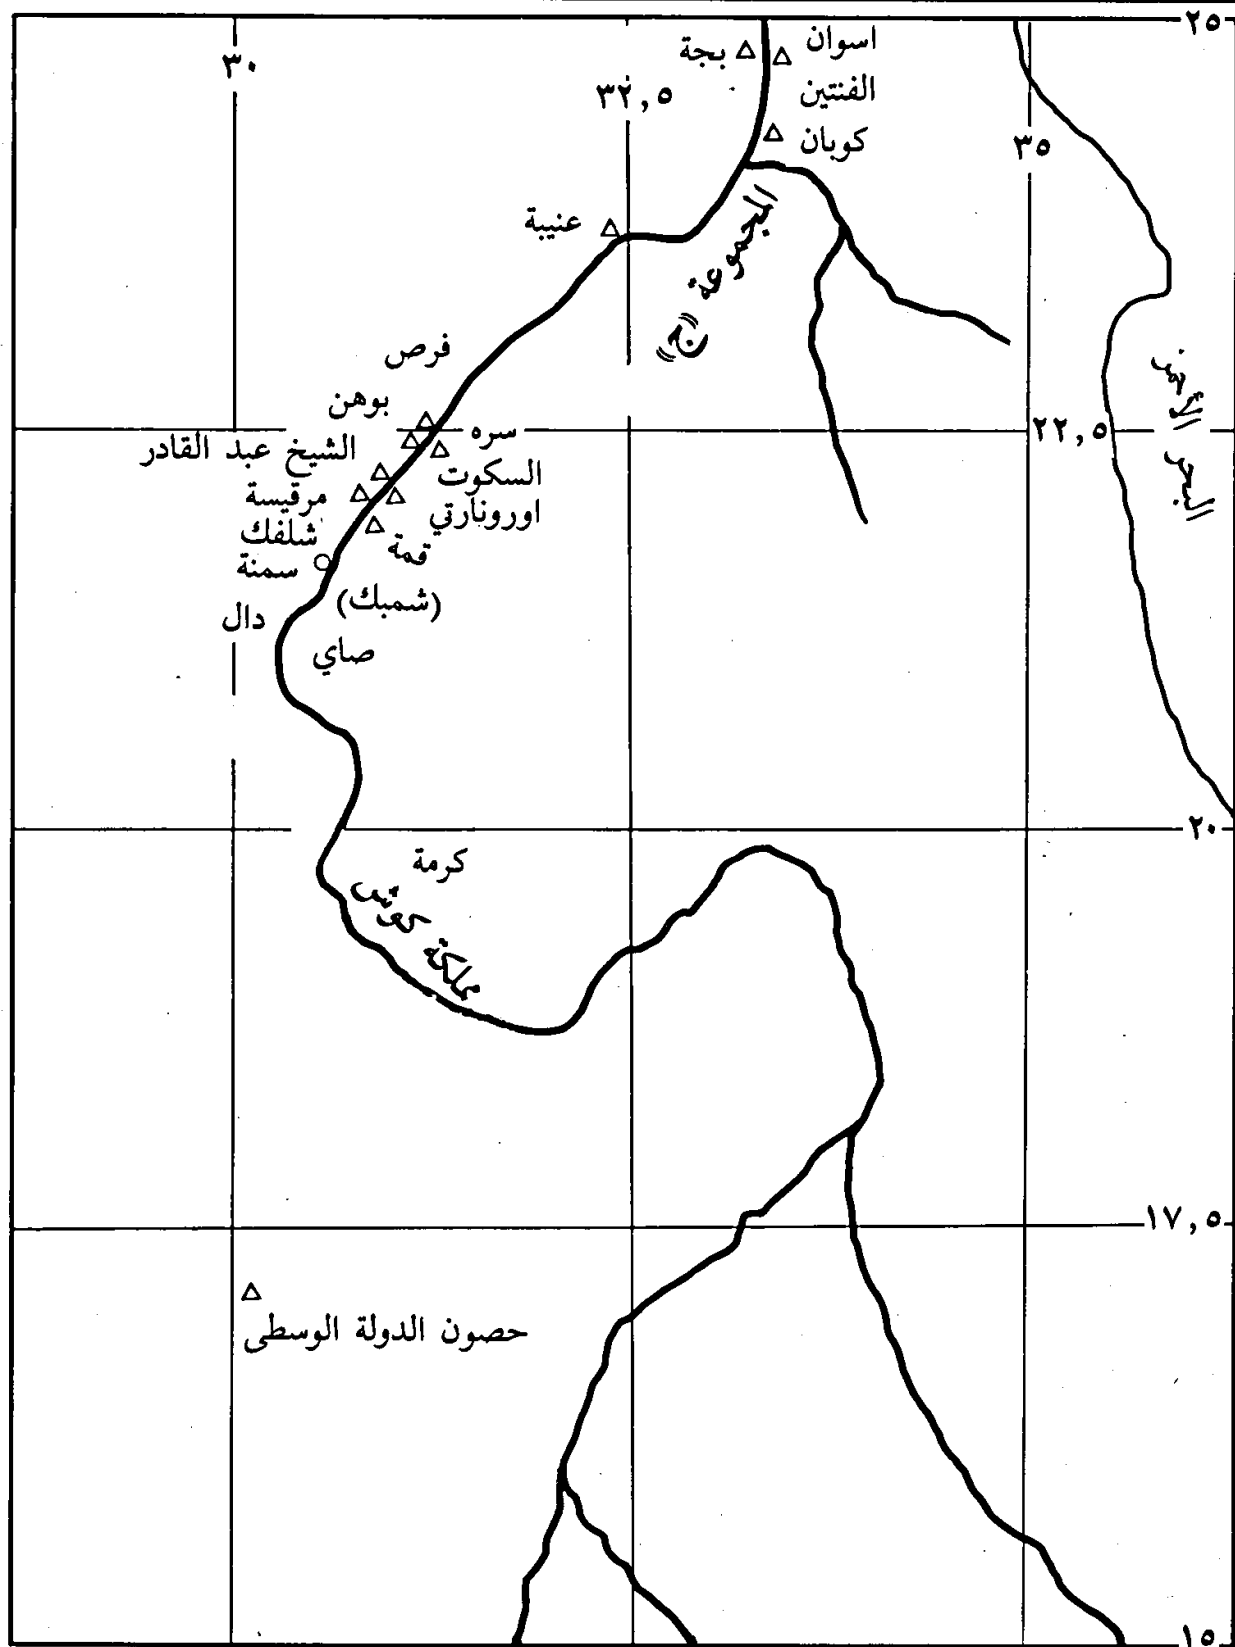 ٢٥
اسوان
بجة
٣٠
٣٢,٥
الفنتين
كوبان
٣٥
المجموعة «ج»
عنيبة
فرص
البحر الأحمر
بوهن
سره
٢٢,٥
الشيخ عبد القادر
السكوت
مرقيسة
اورونارتي
شلفك
قمة
سمنة
(شمبك)
دال
صاي
٢٠
كرمة
مملكة كوش
١٧,٥
حصون الدولة الوسطى
١٥